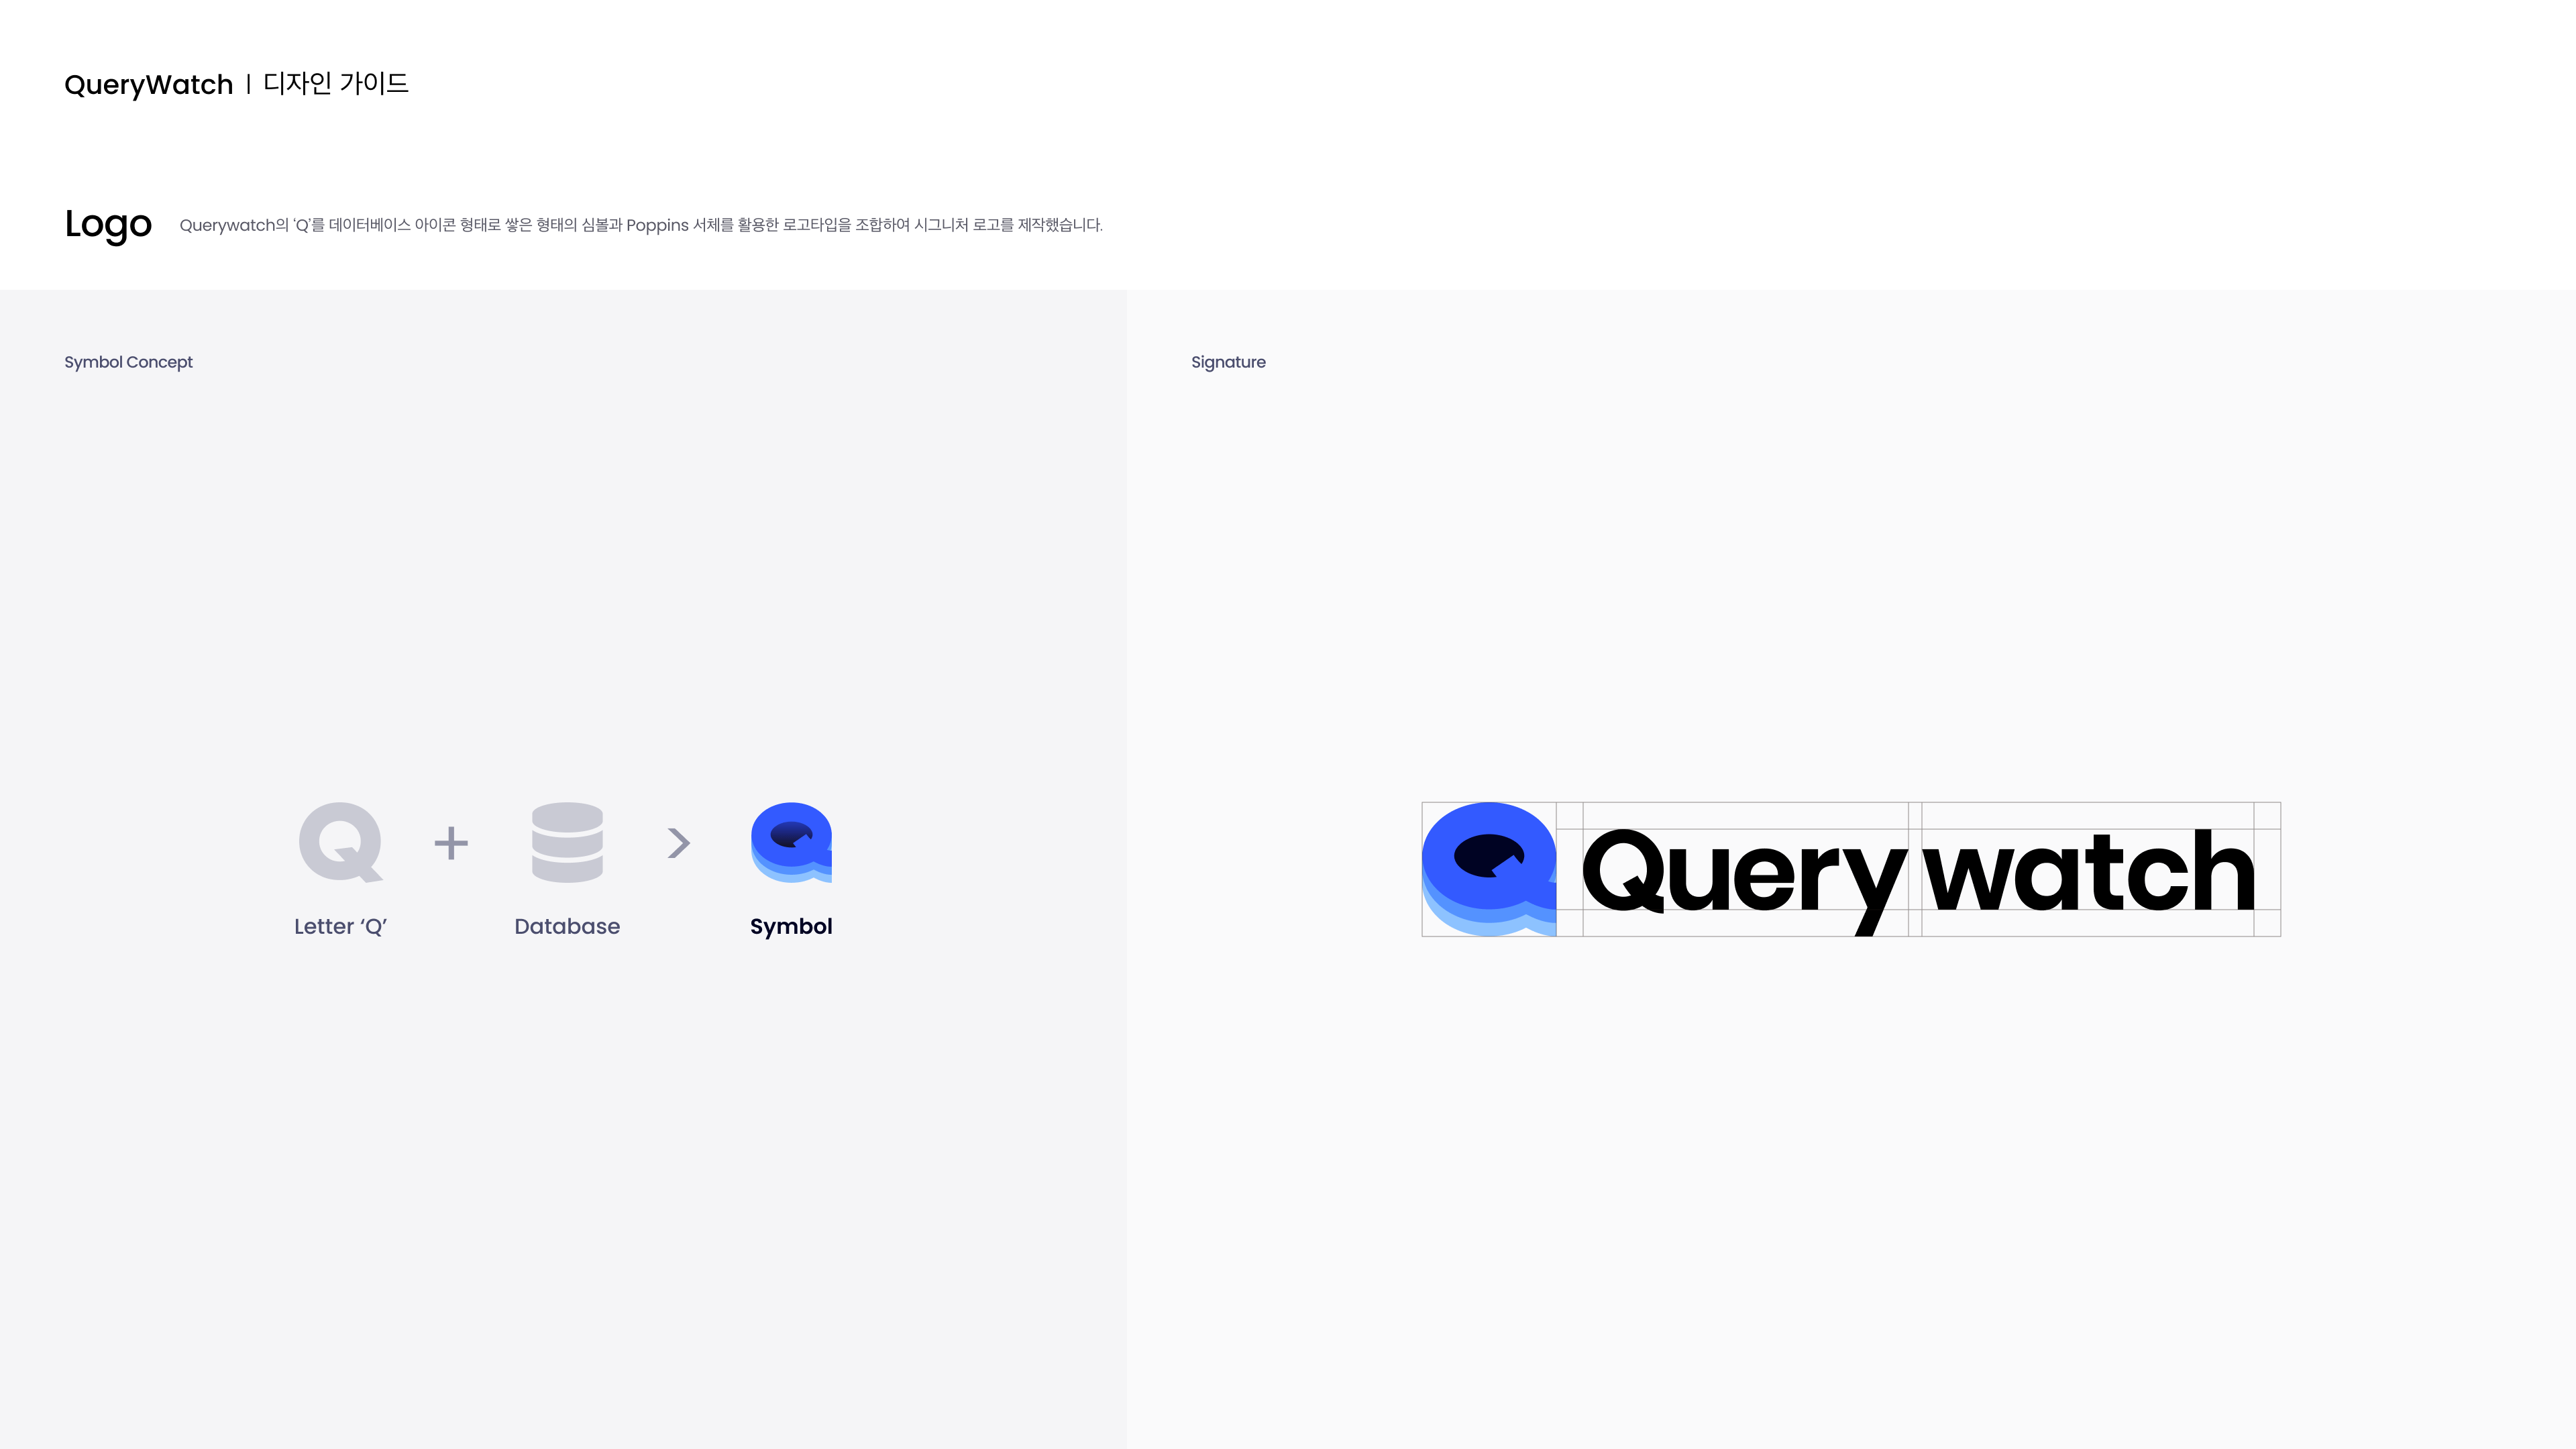 QueryWatch | 디자인 가이드
Logo Querywatch의 ‘Q’를 데이터베이스 아이콘 형태로 쌓은 형태의 심볼과 Poppins 서체를 활용한 로고타입을 조합하여 시그니처 로고를 제작했습니다.
Symbol Concept
Signature
Q + >
Letter ‘Q’ Database Symbol
Querywatch